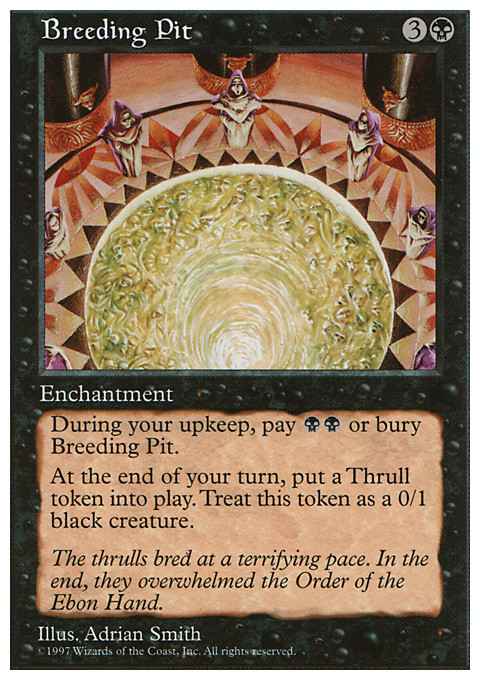 Breeding Pit
3
Enchantment
During your upkeep, pay or bury
Breeding Pit.
At the end of your turn, put a Thrull
token into play. Treat this token as a 0/1
black creature.
The thrulls bred at a terrifying pace. In the
end, they overwhelmed the Order of the
Ebon Hand.
Illus. Adrian Smith
©1997 Wizards of the Coast, Inc. All rights reserved.